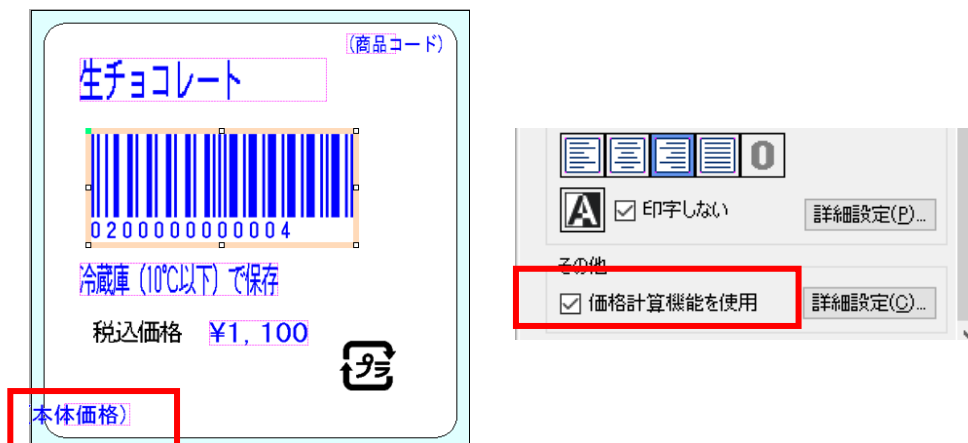 (商品コード)
生チョコレート
0200000000004
冷蔵庫（10℃以下）で保存
税込価格 ¥1,100
プラ
本体価格)
0
A 印字しない 詳細設定(P)...
その他
価格計算機能を使用 詳細設定(C)...